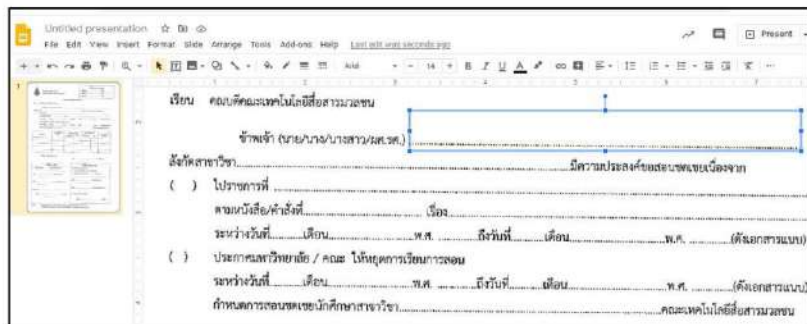 Untitled presentation
File Edit View Insert Format Slide Arrange Tools Add-ons Help Last edit was seconds ago
Present
Arial
14
B I U A
1
เรียน คณบดีคณะเทคโนโลยีสื่อสารมวลชน
ข้าพเจ้า (นาย/นาง/นางสาว/ผศ.รศ.)
สังกัดสาขาวิชา มีความประสงค์ขอสอนชดเชยเนื่องจาก
( ) ไปราชการที่
ตามหนังสือ/คำสั่งที่ เรื่อง
ระหว่างวันที่ เดือน พ.ศ. ถึงวันที่ เดือน พ.ศ. (ดังเอกสารแนบ)
( ) ประกาศมหาวิทยาลัย / คณะ ให้หยุดการเรียนการสอน
ระหว่างวันที่ เดือน พ.ศ. ถึงวันที่ เดือน พ.ศ. (ดังเอกสารแนบ)
กำหนดการสอนชดเชยนักศึกษาสาขาวิชา คณะเทคโนโลยีสื่อสารมวลชน